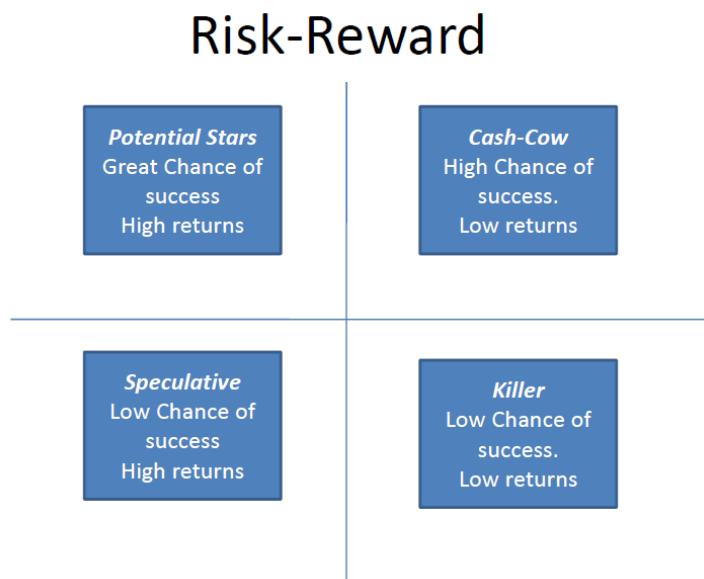 Risk-Reward
Potential Stars
Great Chance of
success
High returns
Cash-Cow
High Chance of
success.
Low returns
Speculative
Low Chance of
success
High returns
Killer
Low Chance of
success.
Low returns